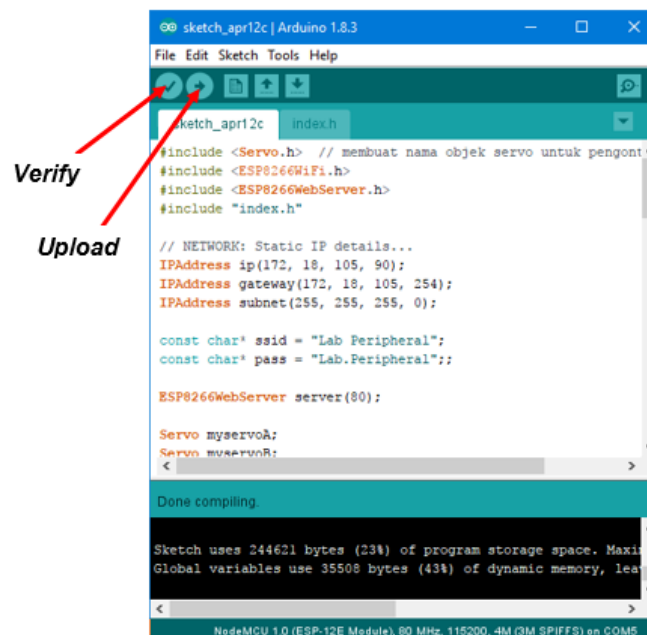 sketch_apr12c | Arduino 1.8.3
File Edit Sketch Tools Help
sketch_apr12c index.h
Verify
Upload
#include <Servo.h> // membuat nama objek servo untuk pengont
#include <ESP8266WiFi.h>
#include <ESP8266WebServer.h>
#include "index.h"
// NETWORK: Static IP details...
IPAddress ip(172, 18, 105, 90);
IPAddress gateway(172, 18, 105, 254);
IPAddress subnet(255, 255, 255, 0);
const char* ssid = "Lab Peripheral";
const char* pass = "Lab.Peripheral";;
ESP8266WebServer server(80);
Servo myservoA;
Servo myservoB;
Done compiling.
Sketch uses 244621 bytes (23%) of program storage space. Maxi
Global variables use 35508 bytes (43%) of dynamic memory, lea
NodeMCU 1.0 (ESP-12E Module), 80 MHz, 115200, 4M (3M SPIFFS) on COM5